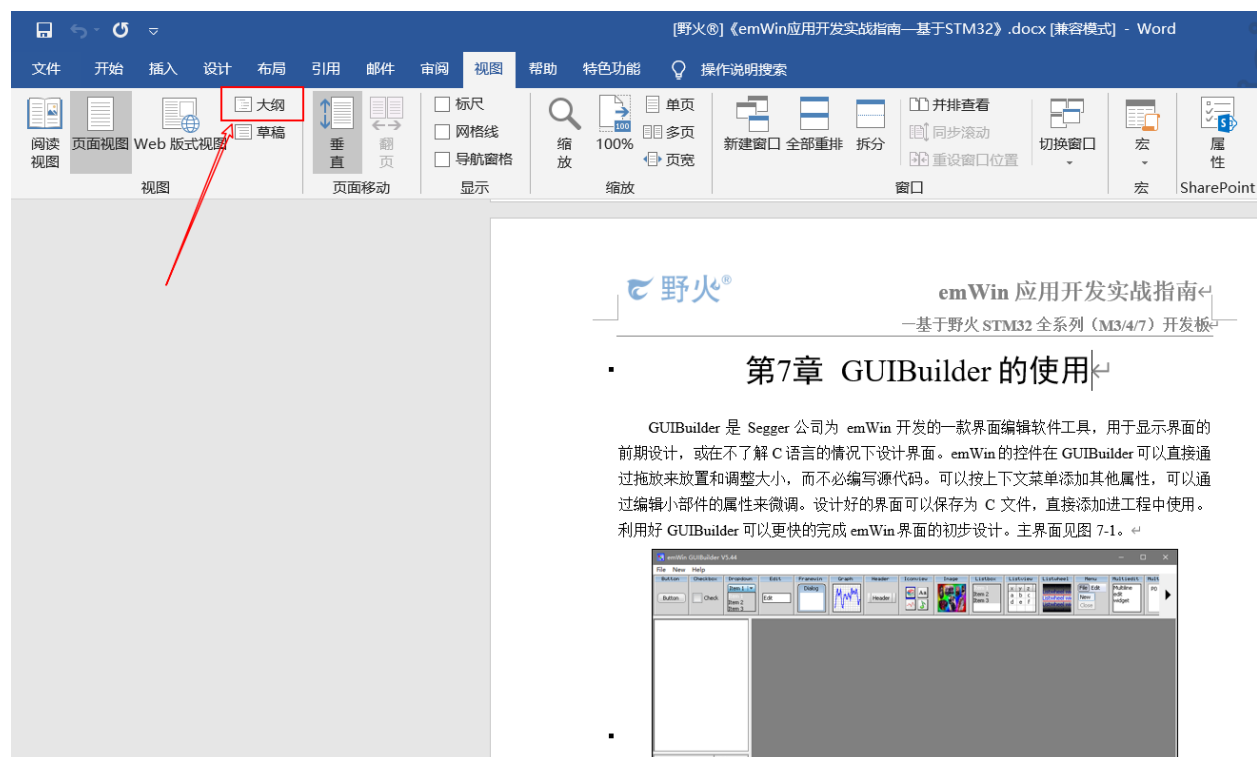 [野火®]《emWin应用开发实战指南—基于STM32》.docx [兼容模式] - Word
文件 开始 插入 设计 布局 引用 邮件 审阅 视图 帮助 特色功能 操作说明搜索
阅读视图 页面视图 Web 版式视图 大纲 草稿
垂直 翻页
标尺 网格线 导航窗格
缩放 100% 单页 多页 页宽
新建窗口 全部重排 拆分 并排查看 同步滚动 重设窗口位置 切换窗口
宏 属性
视图 页面移动 显示 缩放 窗口 宏 SharePoint
野火®
emWin 应用开发实战指南
—基于野火 STM32 全系列（M3/4/7）开发板
第7章 GUIBuilder 的使用
GUIBuilder 是 Segger 公司为 emWin 开发的一款界面编辑软件工具，用于显示界面的
前期设计，或在不了解 C 语言的情况下设计界面。emWin 的控件在 GUIBuilder 可以直接通
过拖放来放置和调整大小，而不必编写源代码。可以按上下文菜单添加其他属性，可以通
过编辑小部件的属性来微调。设计好的界面可以保存为 C 文件，直接添加进工程中使用。
利用好 GUIBuilder 可以更快的完成 emWin 界面的初步设计。主界面见图 7-1。
emWin GUIBuilder V5.44
File New Help
Button Checkbox Dropdown Edit Framewin Graph Header Iconview Image Listbox Listview Listwheel Menu Multiedit Mult
Button Check Item 1 Item 2 Item 3 Edit Dialog Header Item 2 Item 3 File Edit New Close Multiline edit widget